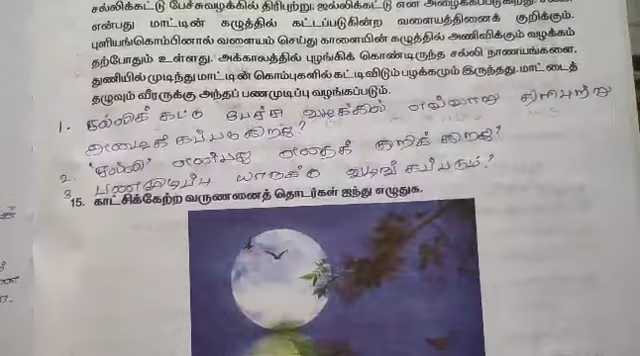 சல்லிக்கட்டு பேச்சுவழக்கில் திரிபுற்று, ஜல்லிக்கட்டு என அழைக்கப்படுகிறது.
என்பது மாட்டின் கழுத்தில் கட்டப்படுகின்ற வளையத்தினைக் குறிக்கும்.
புளியங்கொம்பினால் வளையம் செய்து காளையின் கழுத்தில் அணிவிக்கும் வழக்கம்
தற்போதும் உள்ளது. அக்காலத்தில் புழங்கிக் கொண்டிருந்த சல்லி நாணயங்களை,
துணியில் முடிந்து மாட்டின் கொம்புகளில் கட்டிவிடும் பழக்கமும் இருந்தது. மாட்டைத்
தழுவும் வீரருக்கு அந்தப் பணமுடிப்பு வழங்கப்படும்.
1. சல்லிக் கட்டு பேச்சு வழக்கில் எவ்வாறு திரிபுற்று
அழைக்கப்படுகிறது?
2. 'சல்லி' என்பது எதைக் குறிக்கிறது?
3. பணமுடிப்பு யாருக்கு வழங்கப்படும்?
15. காட்சிக்கேற்ற வருணனைத் தொடர்கள் ஐந்து எழுதுக.